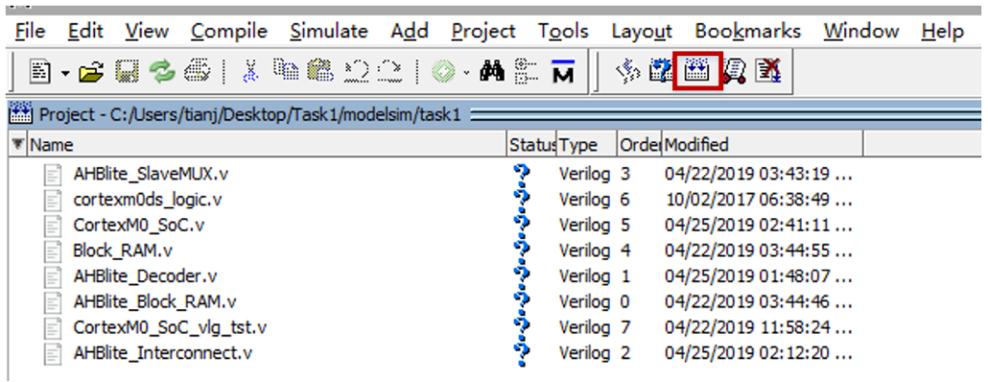 File Edit View Compile Simulate Add Project Tools Layout Bookmarks Window Help
M
Project - C:/Users/tianj/Desktop/Task1/modelsim/task1
Name Status Type Order Modified
AHBlite_SlaveMUX.v ? Verilog 3 04/22/2019 03:43:19 ...
cortexm0ds_logic.v ? Verilog 6 10/02/2017 06:38:49 ...
CortexM0_SoC.v ? Verilog 5 04/25/2019 02:41:11 ...
Block_RAM.v ? Verilog 4 04/22/2019 03:44:55 ...
AHBlite_Decoder.v ? Verilog 1 04/25/2019 01:48:07 ...
AHBlite_Block_RAM.v ? Verilog 0 04/22/2019 03:44:46 ...
CortexM0_SoC_vlg_tst.v ? Verilog 7 04/22/2019 11:58:24 ...
AHBlite_Interconnect.v ? Verilog 2 04/25/2019 02:12:20 ...